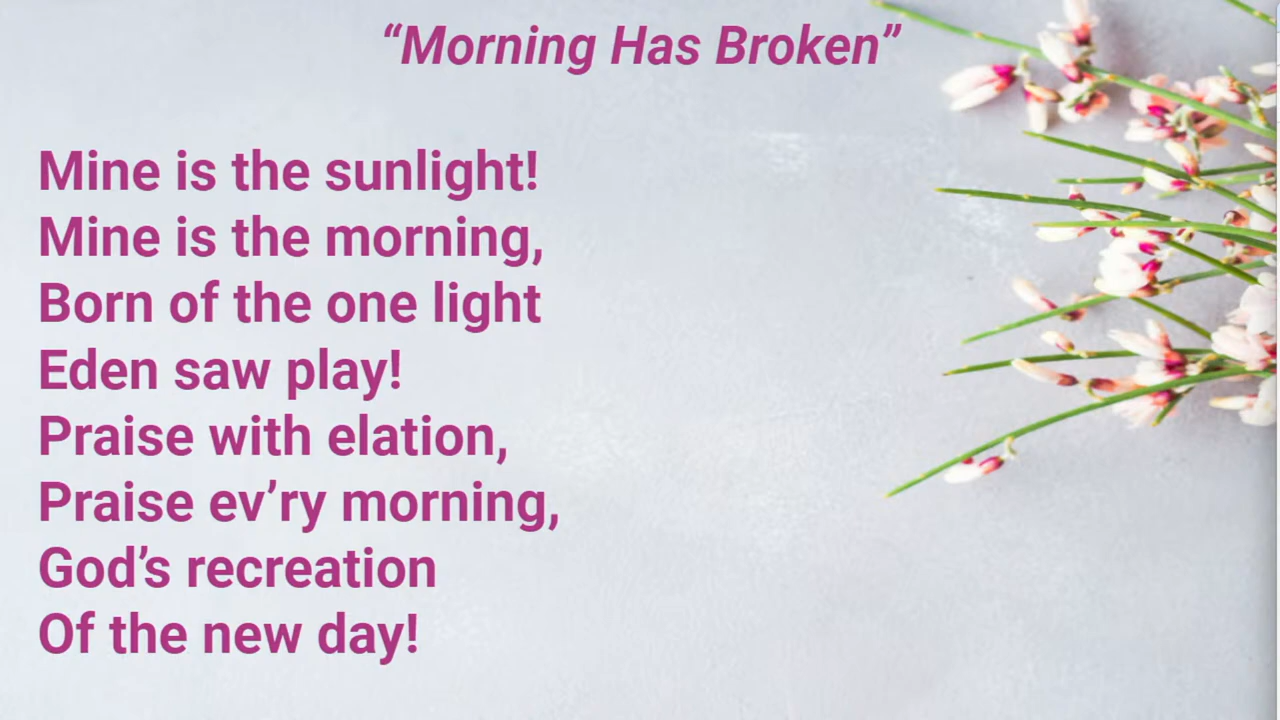 “Morning Has Broken”
Mine is the sunlight!
Mine is the morning,
Born of the one light
Eden saw play!
Praise with elation,
Praise ev’ry morning,
God’s recreation
Of the new day!